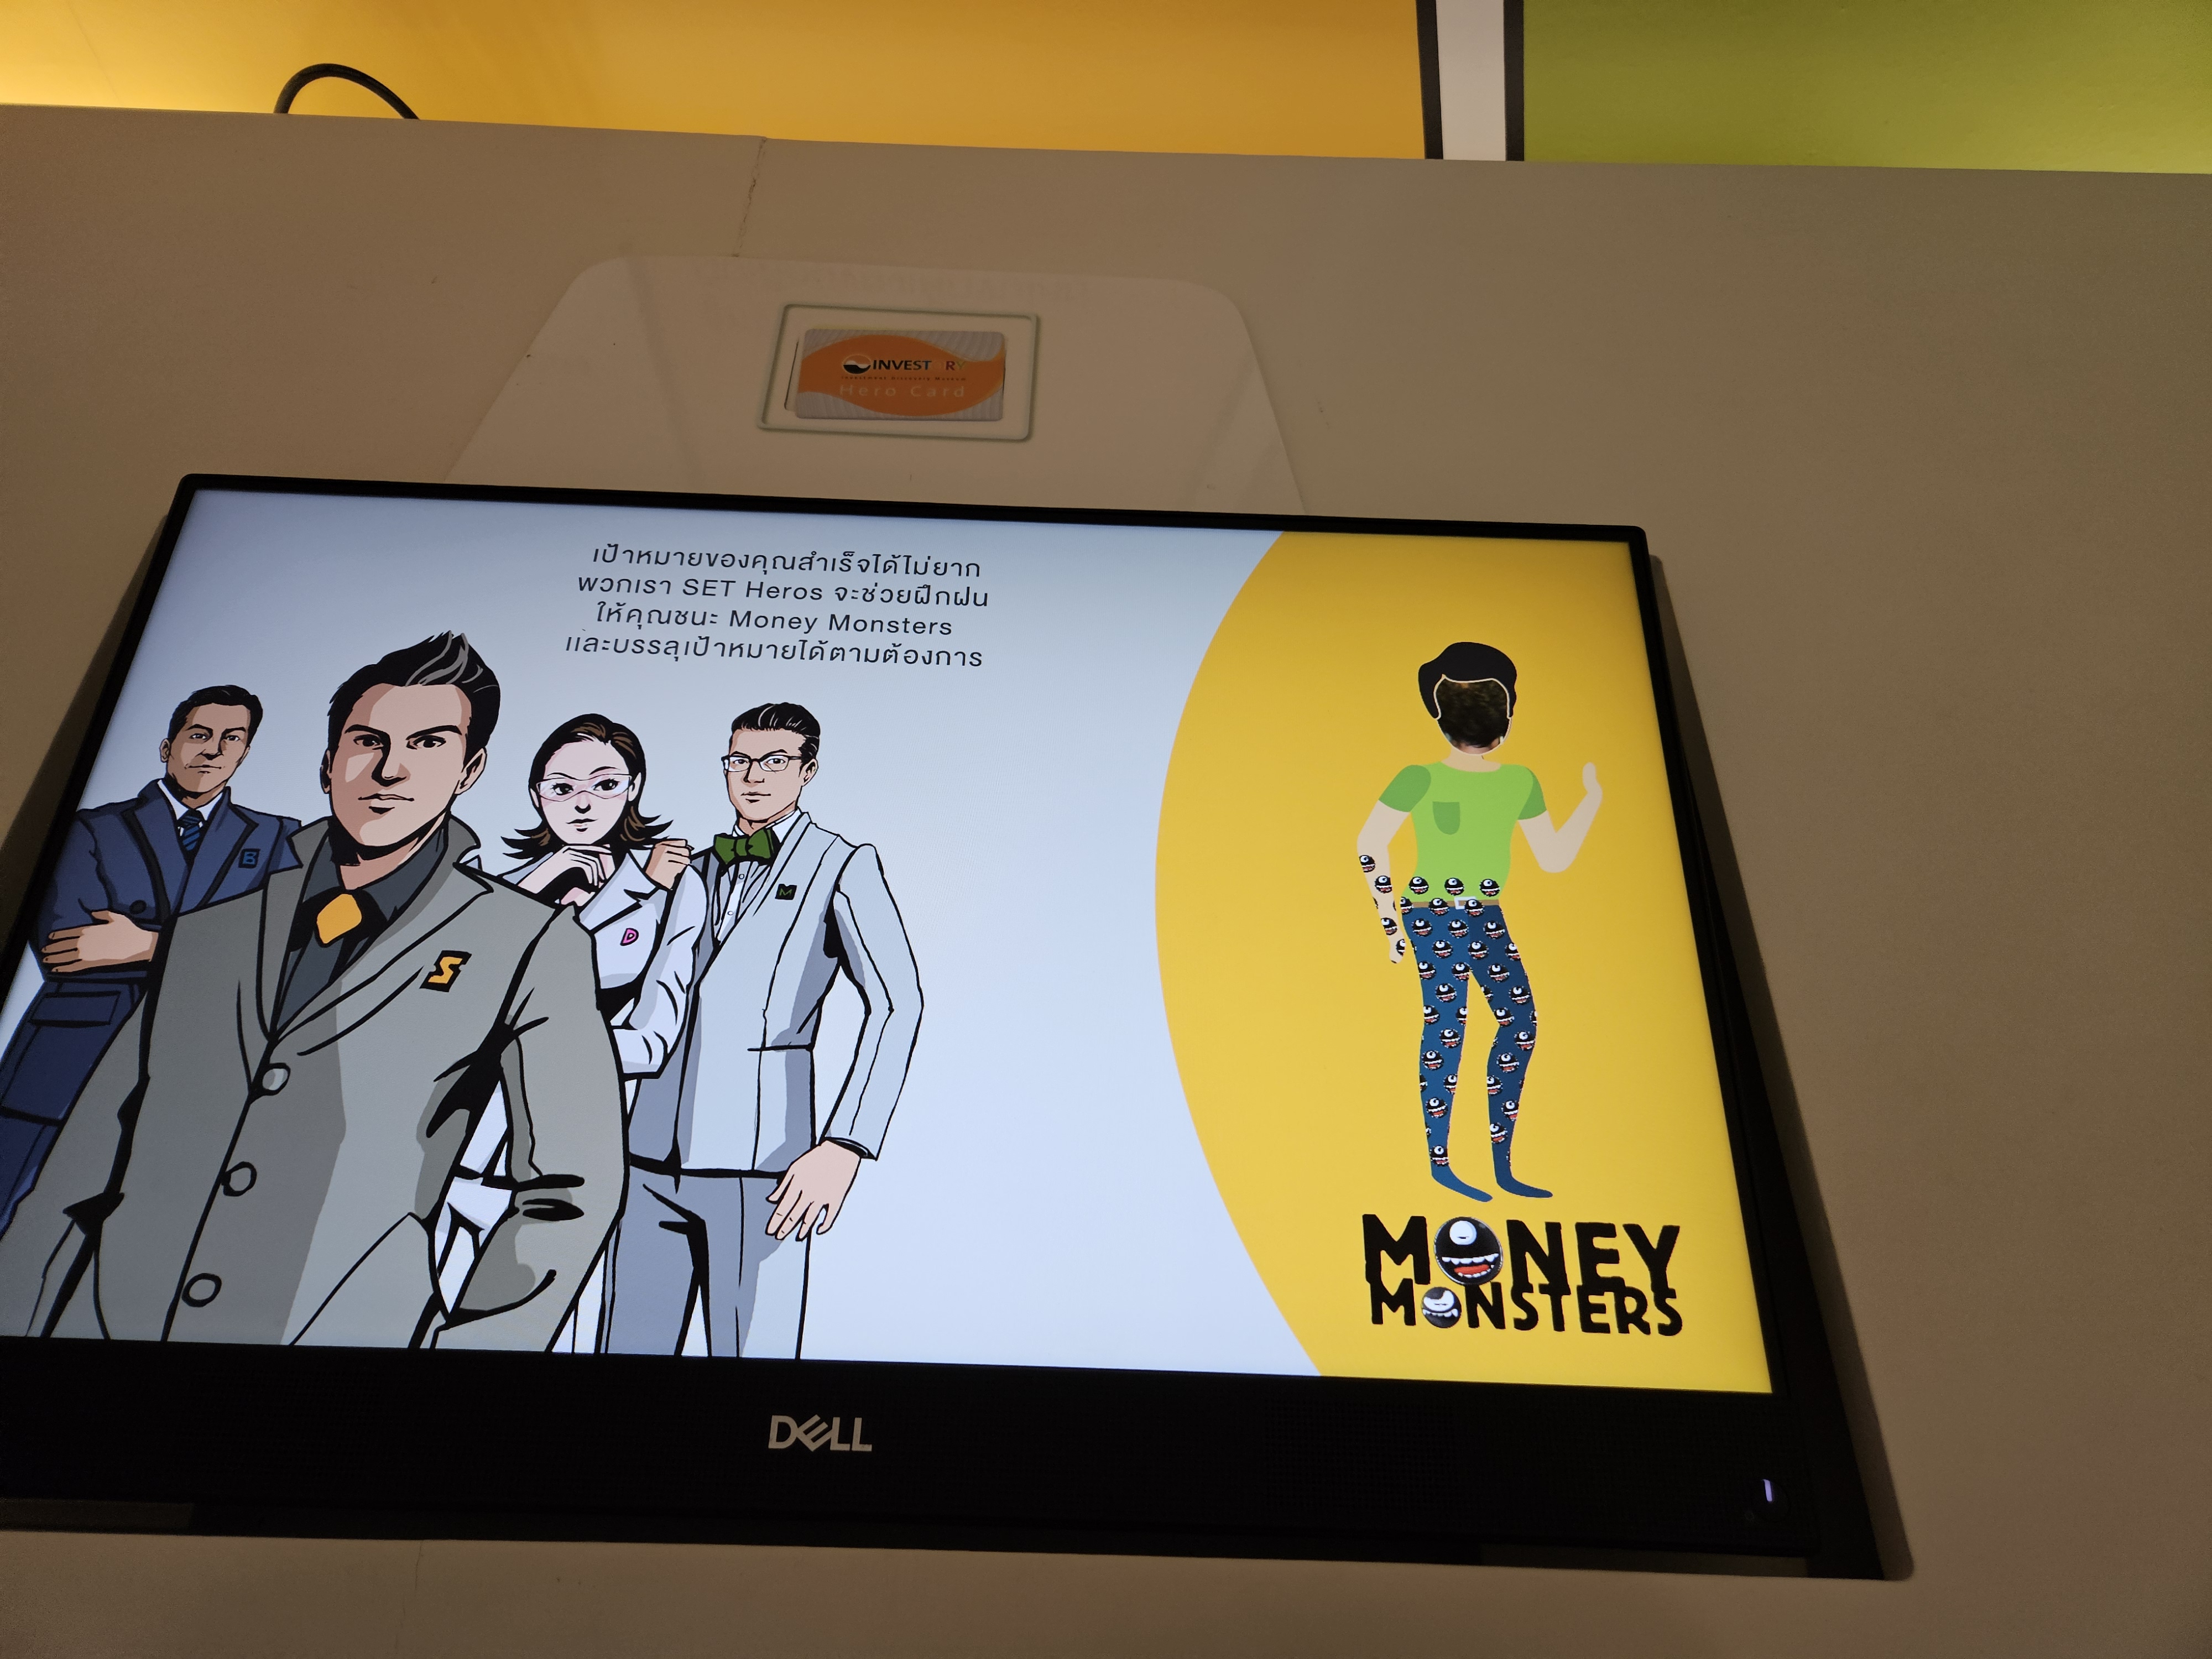 INVESTORY
Investment Discovery Museum
Hero Card
เป้าหมายของคุณสำเร็จได้ไม่ยาก
พวกเรา SET Heros จะช่วยฝึกฝน
ให้คุณชนะ Money Monsters
และบรรลุเป้าหมายได้ตามต้องการ
B
S
D
M
MONEY
MONSTERS
DELL